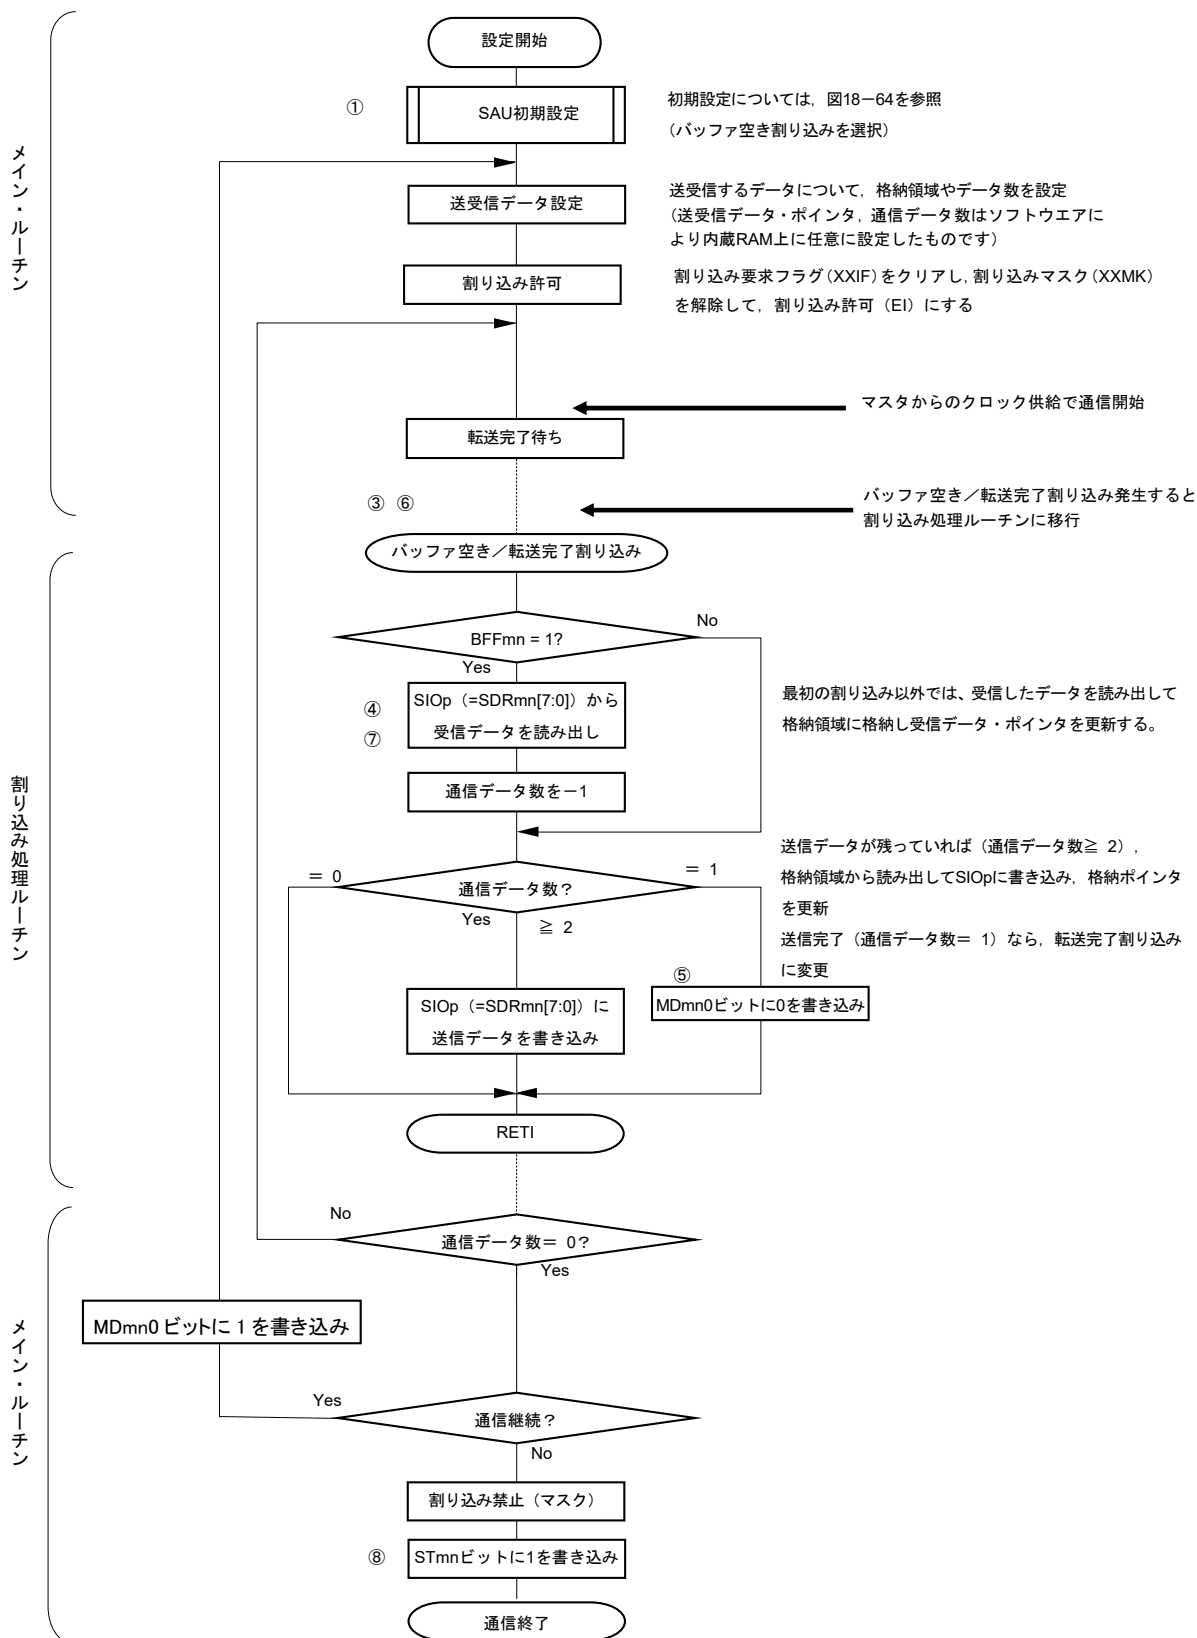 設定開始
①
SAU初期設定
初期設定については，図18－64を参照
（バッファ空き割り込みを選択）
メイン・ルーチン
送受信データ設定
送受信するデータについて，格納領域やデータ数を設定
（送受信データ・ポインタ，通信データ数はソフトウエアに
より内蔵RAM上に任意に設定したものです）
割り込み許可
割り込み要求フラグ（XXIF）をクリアし，割り込みマスク（XXMK）
を解除して，割り込み許可（EI）にする
マスタからのクロック供給で通信開始
転送完了待ち
③ ⑥
バッファ空き／転送完了割り込み発生すると
割り込み処理ルーチンに移行
バッファ空き／転送完了割り込み
割り込み処理ルーチン
BFFmn = 1?
No
Yes
④
⑦
SIOp（=SDRmn[7:0]）から
受信データを読み出し
最初の割り込み以外では、受信したデータを読み出して
格納領域に格納し受信データ・ポインタを更新する。
通信データ数を－1
送信データが残っていれば（通信データ数≧ 2），
格納領域から読み出してSIOpに書き込み，格納ポインタ
を更新
送信完了（通信データ数＝ 1）なら，転送完了割り込み
に変更
＝ 0
通信データ数？
＝ 1
Yes
≧ 2
⑤
SIOp（=SDRmn[7:0]）に
送信データを書き込み
MDmn0ビットに0を書き込み
RETI
No
通信データ数＝ 0？
Yes
メイン・ルーチン
MDmn0 ビットに 1 を書き込み
Yes
通信継続？
No
割り込み禁止（マスク）
⑧
STmnビットに1を書き込み
通信終了